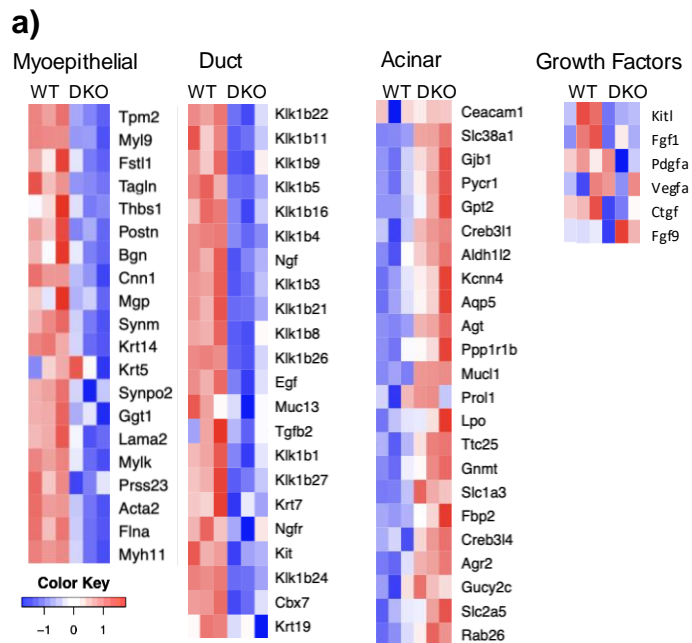 a)
Myoepithelial
WT DKO
Tpm2
Myl9
Fstl1
Tagln
Thbs1
Postn
Bgn
Cnn1
Mgp
Synm
Krt14
Krt5
Synpo2
Ggt1
Lama2
Mylk
Prss23
Acta2
Flna
Myh11
Color Key
−1 0 1
Duct
WT DKO
Klk1b22
Klk1b11
Klk1b9
Klk1b5
Klk1b16
Klk1b4
Ngf
Klk1b3
Klk1b21
Klk1b8
Klk1b26
Egf
Muc13
Tgfb2
Klk1b1
Klk1b27
Krt7
Ngfr
Kit
Klk1b24
Cbx7
Krt19
Acinar
WT DKO
Ceacam1
Slc38a1
Gjb1
Pycr1
Gpt2
Creb3l1
Aldh1l2
Kcnn4
Aqp5
Agt
Ppp1r1b
Mucl1
Prol1
Lpo
Ttc25
Gnmt
Slc1a3
Fbp2
Creb3l4
Agr2
Gucy2c
Slc2a5
Rab26
Growth Factors
WT DKO
Kitl
Fgf1
Pdgfa
Vegfa
Ctgf
Fgf9